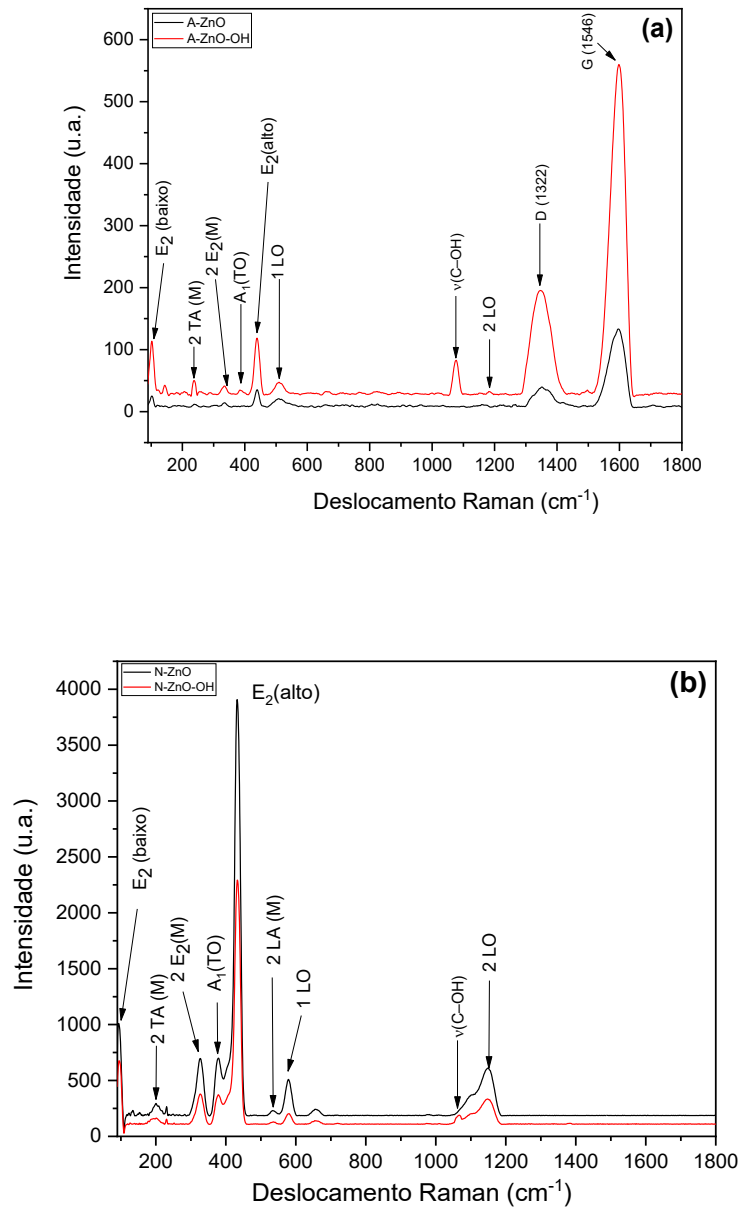 A-ZnO
A-ZnO-OH
(a)
G (1546)
E2(alto)
E2 (baixo)
2 E2(M)
A1(TO)
1 LO
2 TA (M)
ν(C–OH)
2 LO
D (1322)
600
500
400
300
200
100
0
Intensidade (u.a.)
200 400 600 800 1000 1200 1400 1600 1800
Deslocamento Raman (cm-1)
N-ZnO
N-ZnO-OH
(b)
E2(alto)
E2 (baixo)
2 TA (M)
2 E2(M)
A1(TO)
2 LA (M)
1 LO
ν(C–OH)
2 LO
4000
3500
3000
2500
2000
1500
1000
500
0
Intensidade (u.a.)
200 400 600 800 1000 1200 1400 1600 1800
Deslocamento Raman (cm-1)